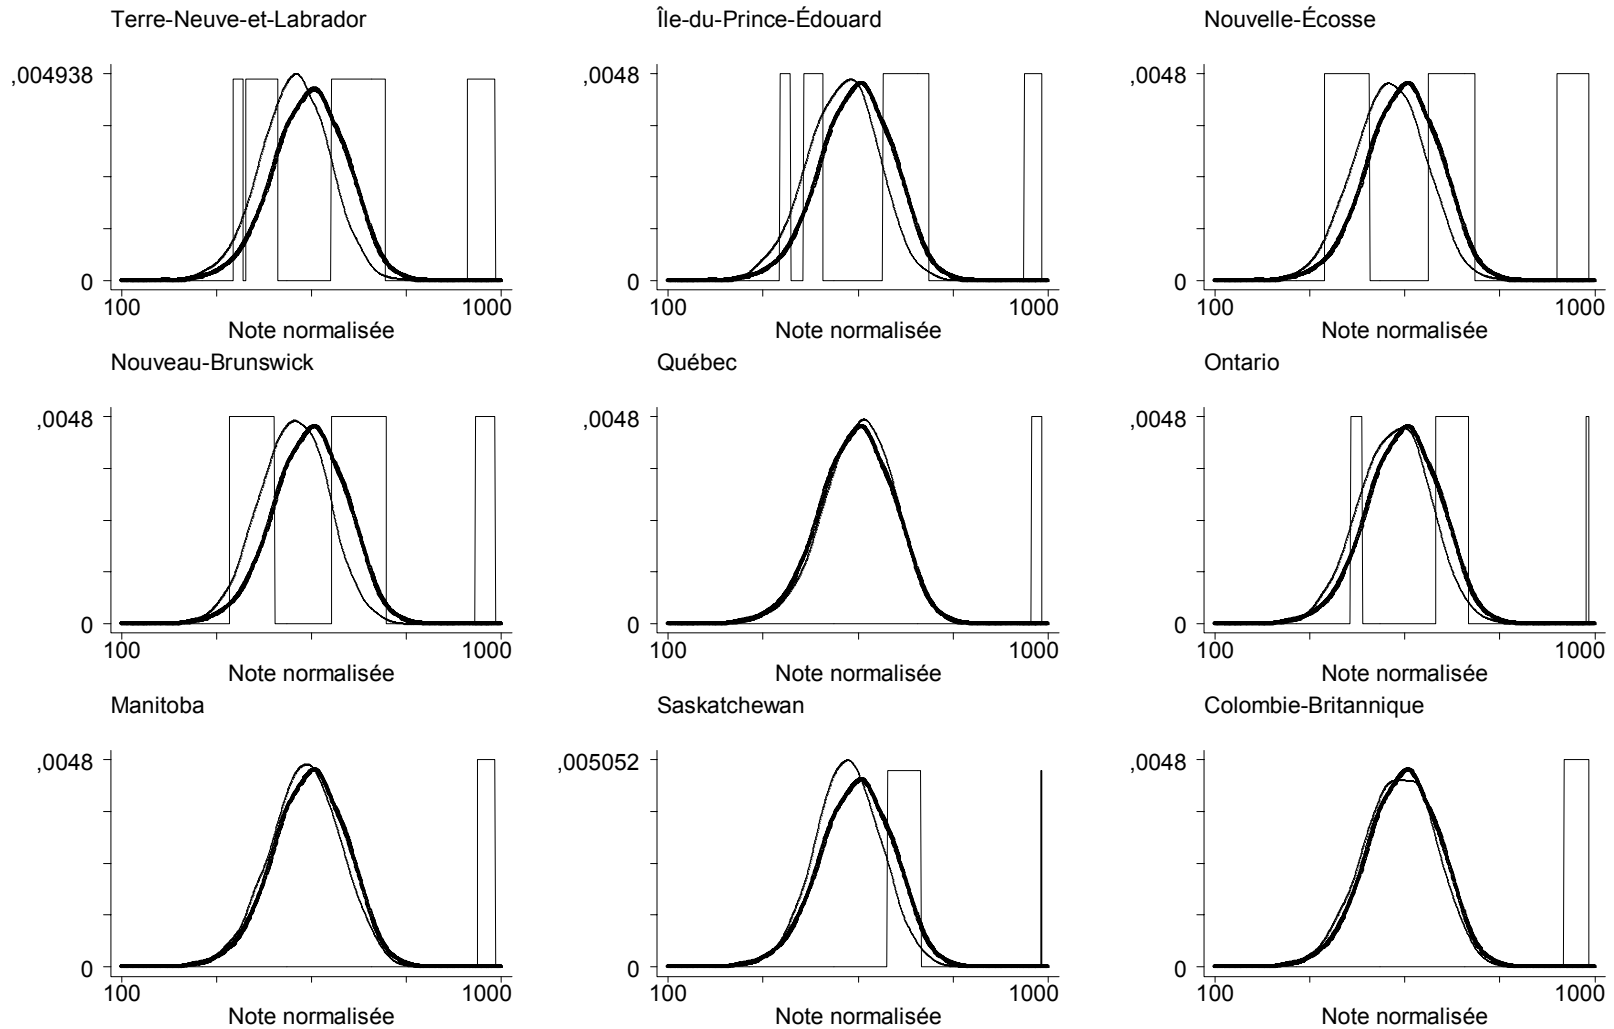 Terre-Neuve-et-Labrador
Île-du-Prince-Édouard
Nouvelle-Écosse
,004938
0
100
1000
Note normalisée
,0048
0
100
1000
Note normalisée
,0048
0
100
1000
Note normalisée
Nouveau-Brunswick
Québec
Ontario
,0048
0
100
1000
Note normalisée
,0048
0
100
1000
Note normalisée
,0048
0
100
1000
Note normalisée
Manitoba
Saskatchewan
Colombie-Britannique
,0048
0
100
1000
Note normalisée
,005052
0
100
1000
Note normalisée
,0048
0
100
1000
Note normalisée